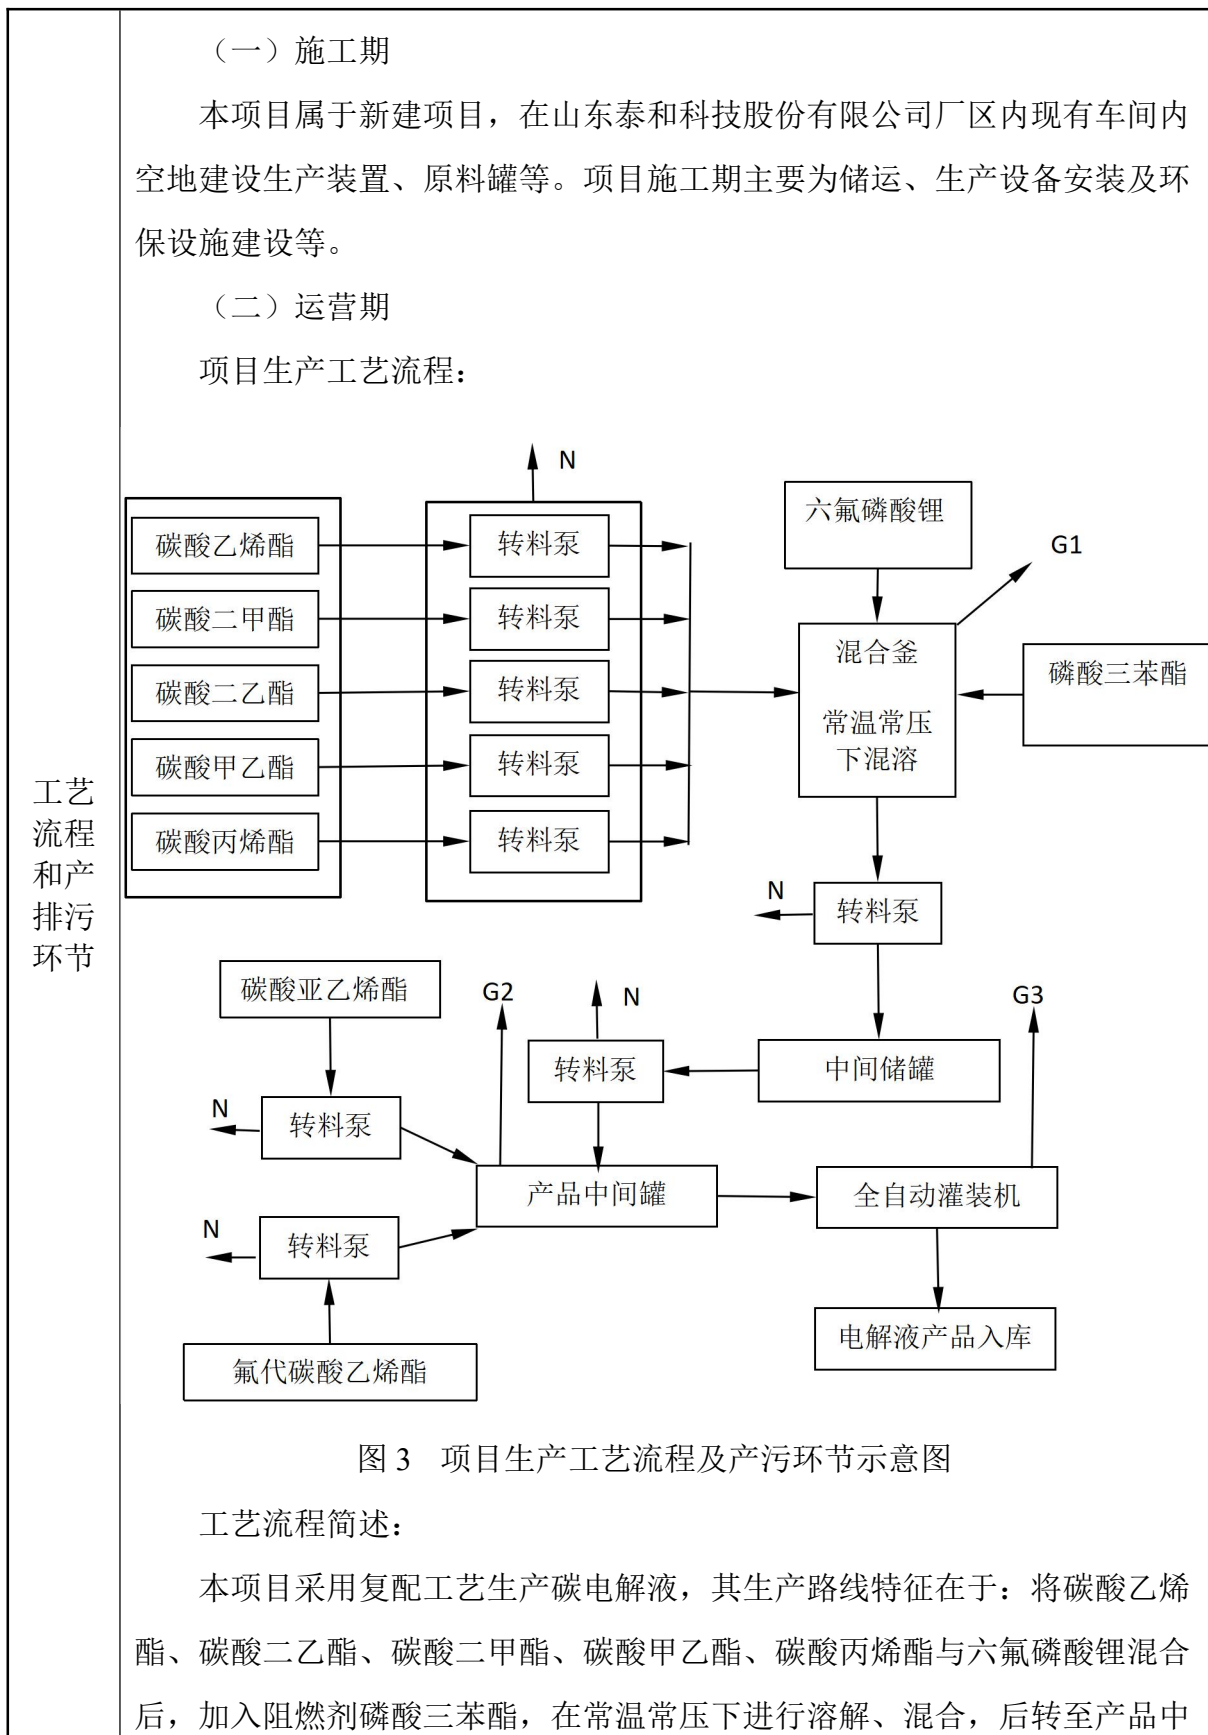 （一）施工期
本项目属于新建项目，在山东泰和科技股份有限公司厂区内现有车间内
空地建设生产装置、原料罐等。项目施工期主要为储运、生产设备安装及环
保设施建设等。
（二）运营期
项目生产工艺流程：
N
六氟磷酸锂
碳酸乙烯酯
转料泵
G1
碳酸二甲酯
转料泵
混合釜
碳酸二乙酯
转料泵
磷酸三苯酯
常温常压
下混溶
碳酸甲乙酯
转料泵
碳酸丙烯酯
转料泵
工艺
流程
和产
排污
环节
N
转料泵
碳酸亚乙烯酯
G2
N
G3
转料泵
中间储罐
N
转料泵
产品中间罐
全自动灌装机
N
转料泵
电解液产品入库
氟代碳酸乙烯酯
图 3 项目生产工艺流程及产污环节示意图
工艺流程简述：
本项目采用复配工艺生产碳电解液，其生产路线特征在于：将碳酸乙烯
酯、碳酸二乙酯、碳酸二甲酯、碳酸甲乙酯、碳酸丙烯酯与六氟磷酸锂混合
后，加入阻燃剂磷酸三苯酯，在常温常压下进行溶解、混合，后转至产品中